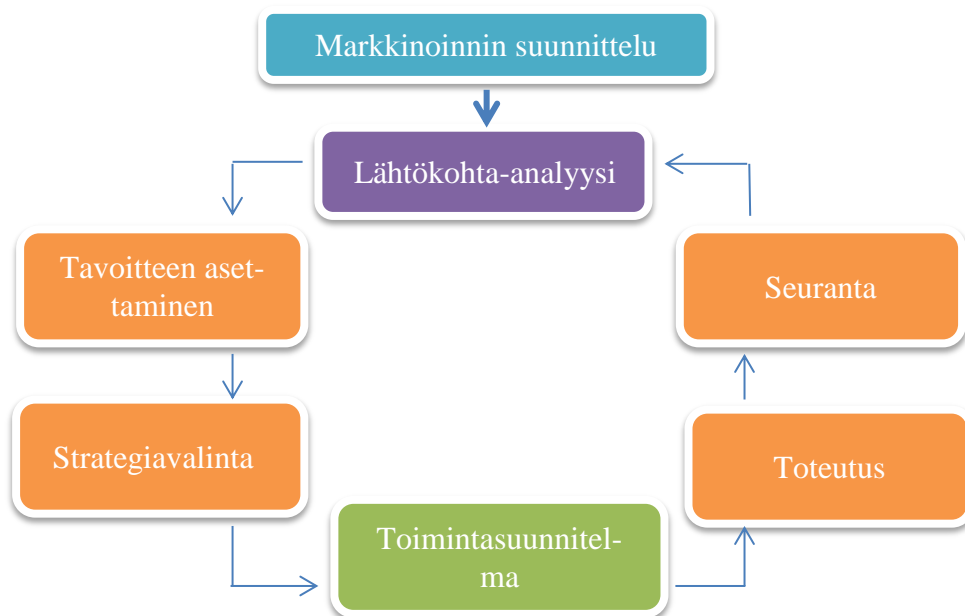 Markkinoinnin suunnittelu
Lähtökohta-analyysi
Tavoitteen aset-
taminen
Seuranta
Strategiavalinta
Toteutus
Toimintasuunnitel-
ma